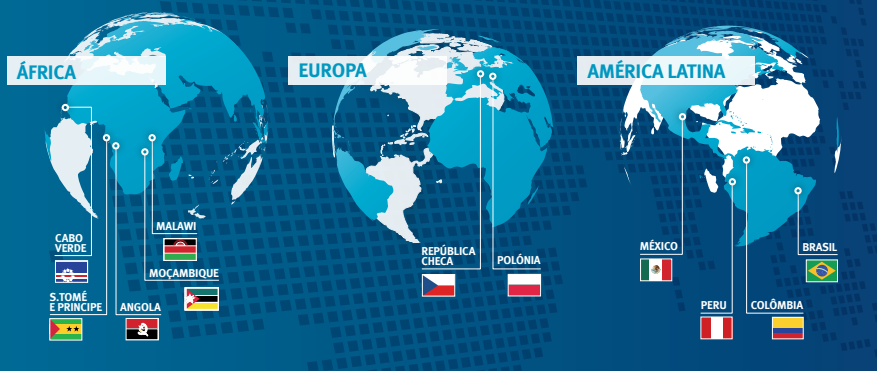 ÁFRICA
CABO
VERDE
S.TOMÉ
E PRINCIPE
ANGOLA
MALAWI
MOÇAMBIQUE
EUROPA
REPÚBLICA
CHECA
POLÓNIA
AMÉRICA LATINA
MÉXICO
PERU
COLÔMBIA
BRASIL